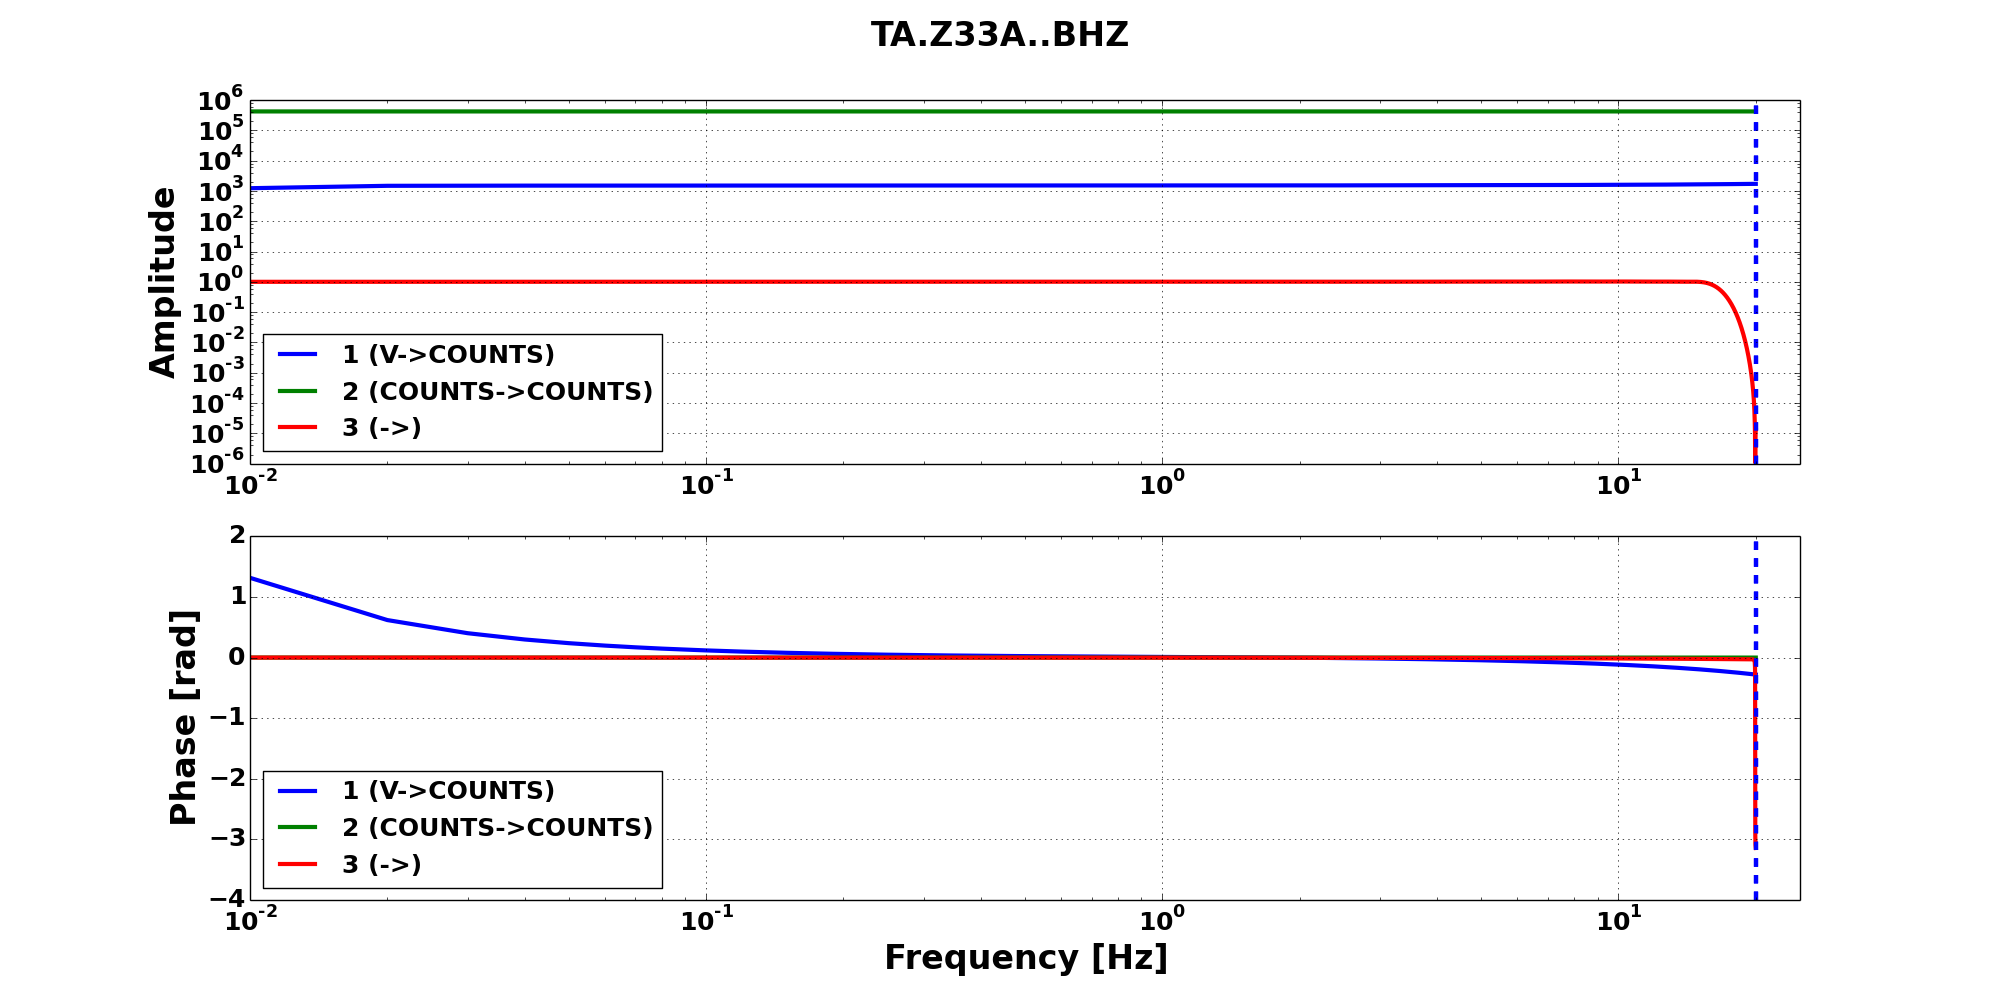 TA.Z33A..BHZ
10^6
10^5
10^4
10^3
10^2
10^1
10^0
10^-1
10^-2
10^-3
10^-4
10^-5
10^-6
Amplitude
1 (V->COUNTS)
2 (COUNTS->COUNTS)
3 (->)
10^-2 10^-1 10^0 10^1
2
1
0
−1
−2
−3
−4
Phase [rad]
1 (V->COUNTS)
2 (COUNTS->COUNTS)
3 (->)
10^-2 10^-1 10^0 10^1
Frequency [Hz]